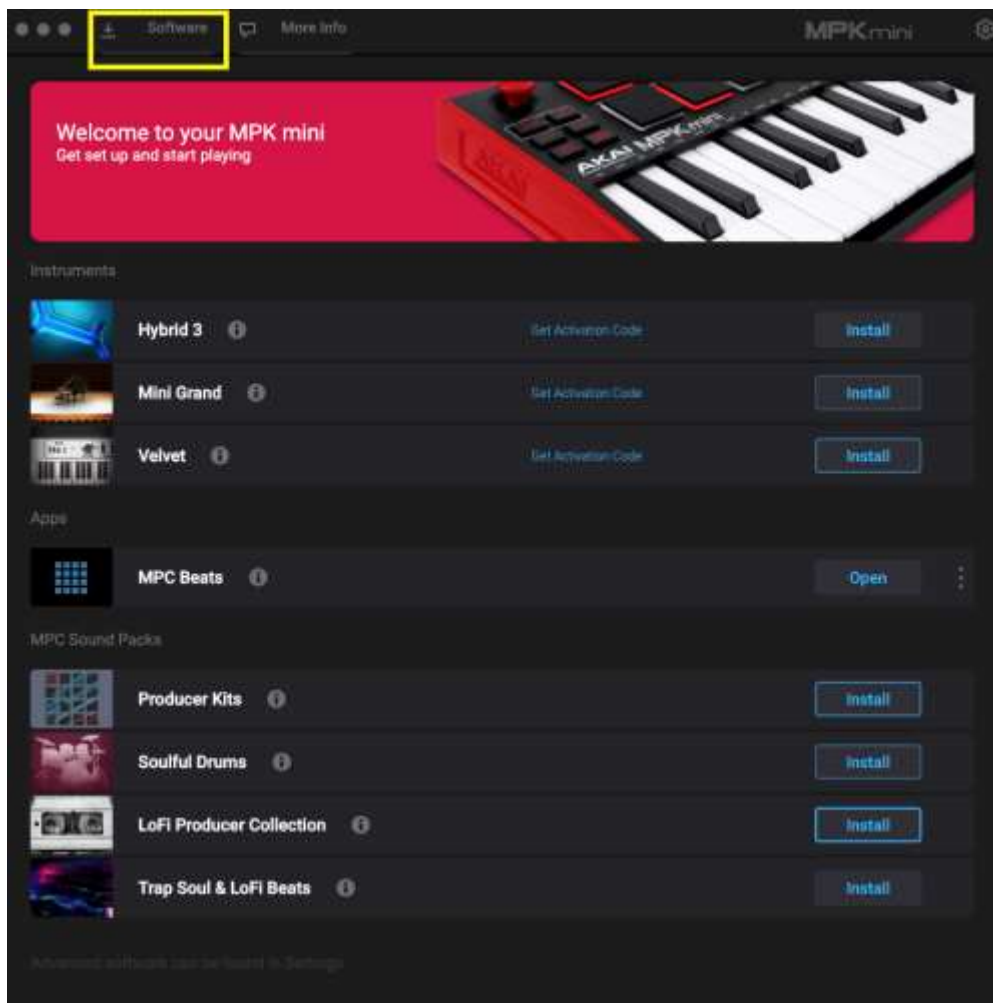 Software
More Info
MPKmini
Welcome to your MPK mini
Get set up and start playing
AKAI MPKmini
AKAI
Instruments
Hybrid 3
Get Activation Code
Install
Mini Grand
Get Activation Code
Install
Velvet
Get Activation Code
Install
Apps
MPC Beats
Open
MPC Sound Packs
Producer Kits
Install
Soulful Drums
Install
LoFi Producer Collection
Install
Trap Soul & LoFi Beats
Install
Advanced software can be found in Settings